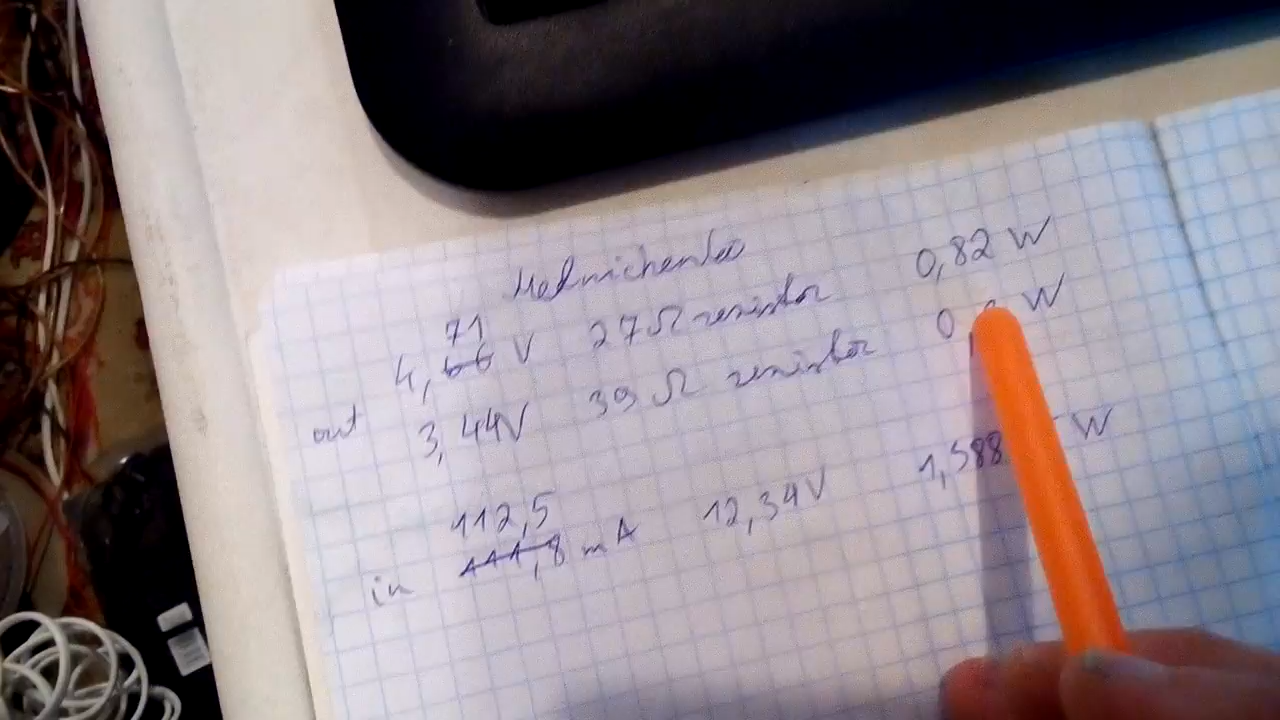 71
4,66 V 27 Ω resistor 0,82 W
out 3,44V 39 Ω resistor 0, W
112,5
in 111,8 mA 12,34V 1,588 W